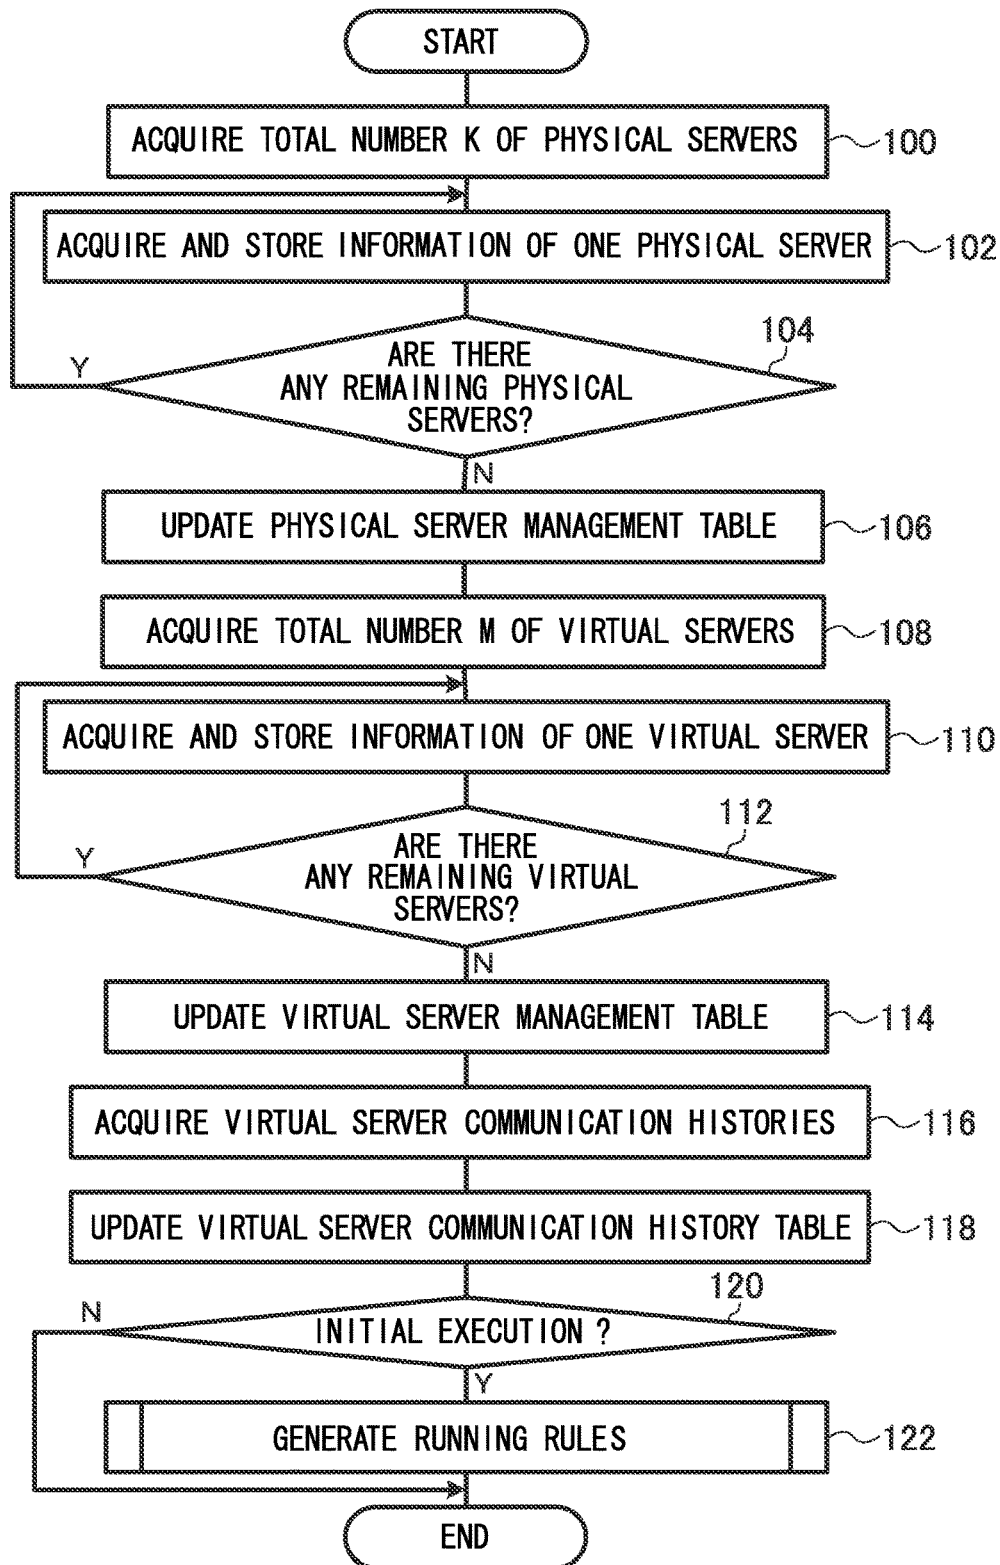 START
ACQUIRE TOTAL NUMBER K OF PHYSICAL SERVERS
100
ACQUIRE AND STORE INFORMATION OF ONE PHYSICAL SERVER
102
104
ARE THERE
Y
ANY REMAINING PHYSICAL
SERVERS?
N
UPDATE PHYSICAL SERVER MANAGEMENT TABLE
106
ACQUIRE TOTAL NUMBER M OF VIRTUAL SERVERS
108
ACQUIRE AND STORE INFORMATION OF ONE VIRTUAL SERVER
110
112
ARE THERE
Y
ANY REMAINING VIRTUAL
SERVERS?
N
UPDATE VIRTUAL SERVER MANAGEMENT TABLE
114
ACQUIRE VIRTUAL SERVER COMMUNICATION HISTORIES
116
UPDATE VIRTUAL SERVER COMMUNICATION HISTORY TABLE
118
120
N
INITIAL EXECUTION ?
Y
GENERATE RUNNING RULES
122
END